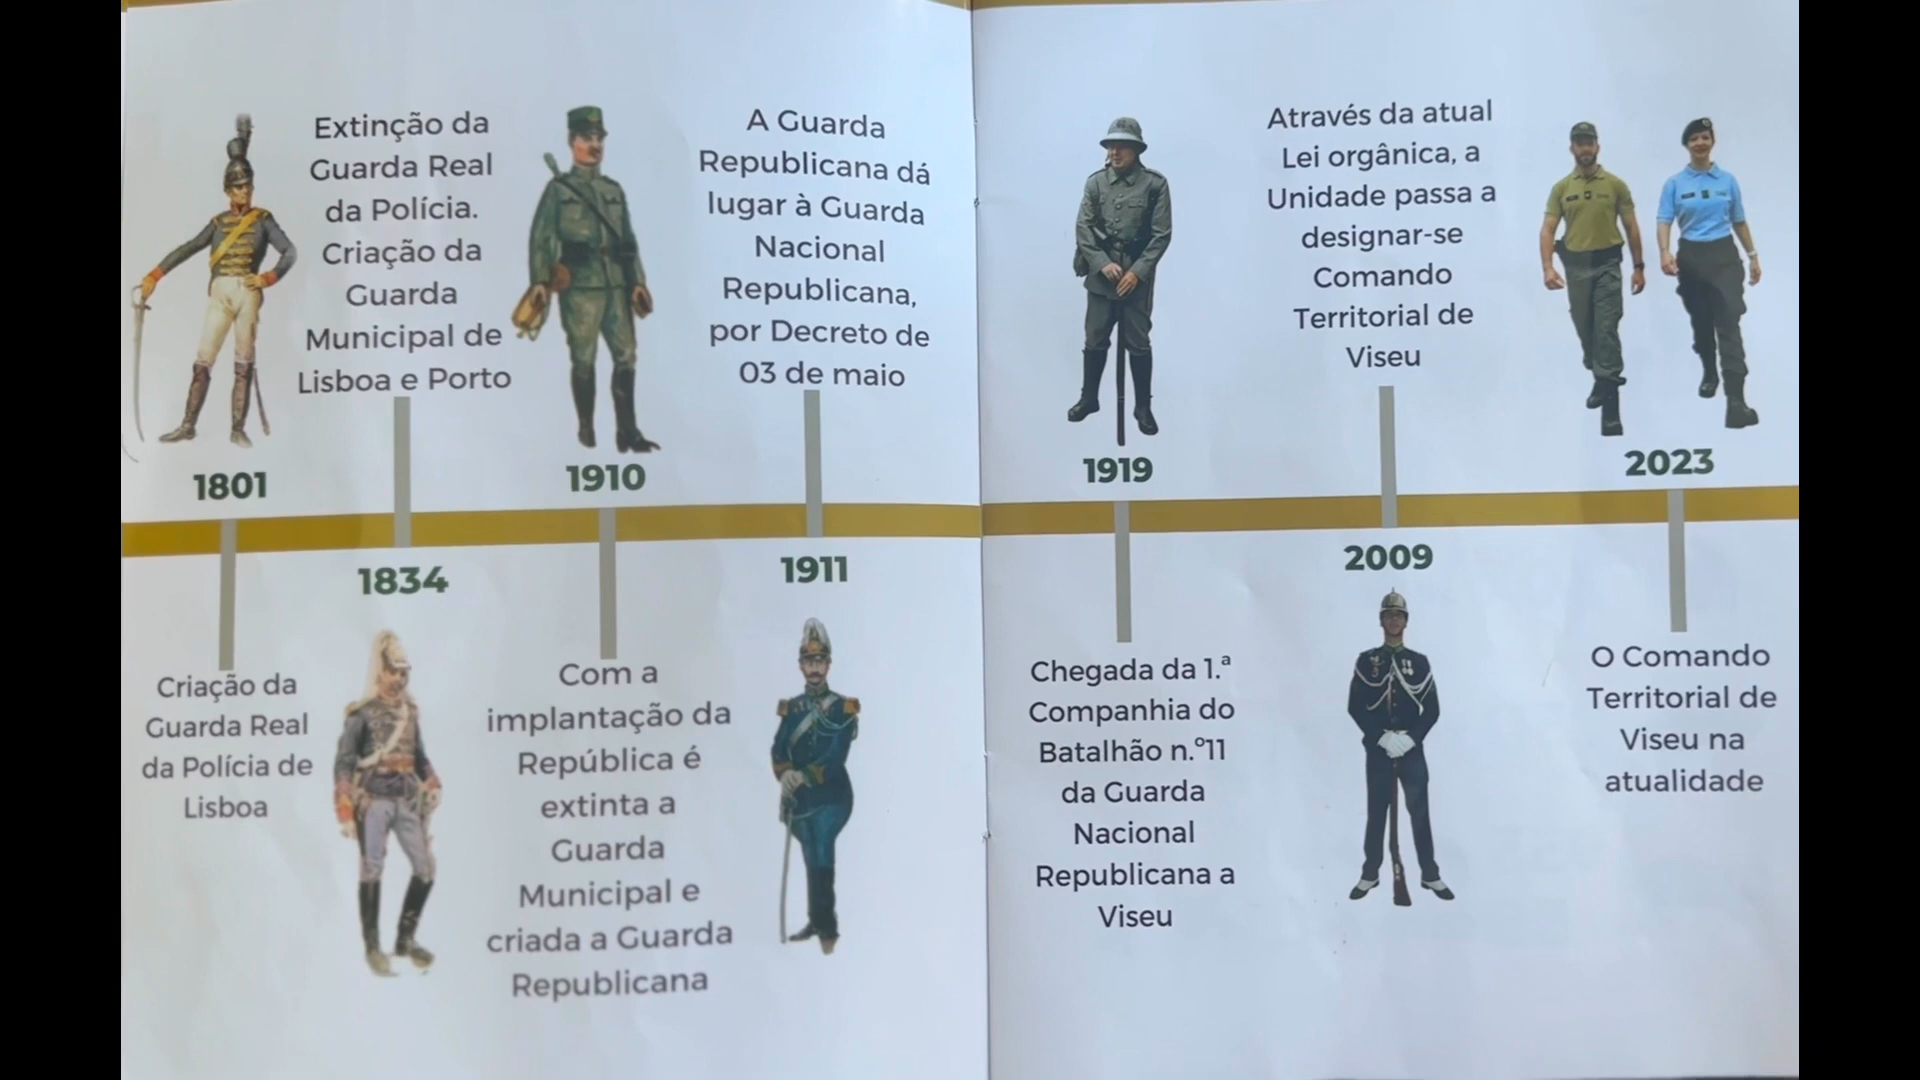 1801
Criação da
Guarda Real
da Polícia de
Lisboa
Extinção da
Guarda Real
da Polícia.
Criação da
Guarda
Municipal de
Lisboa e Porto
1834
1910
Com a
implantação da
República é
extinta a
Guarda
Municipal e
criada a Guarda
Republicana
A Guarda
Republicana dá
lugar à Guarda
Nacional
Republicana,
por Decreto de
03 de maio
1911
1919
Chegada da 1.ª
Companhia do
Batalhão n.º11
da Guarda
Nacional
Republicana a
Viseu
Através da atual
Lei orgânica, a
Unidade passa a
designar-se
Comando
Territorial de
Viseu
2009
2023
O Comando
Territorial de
Viseu na
atualidade